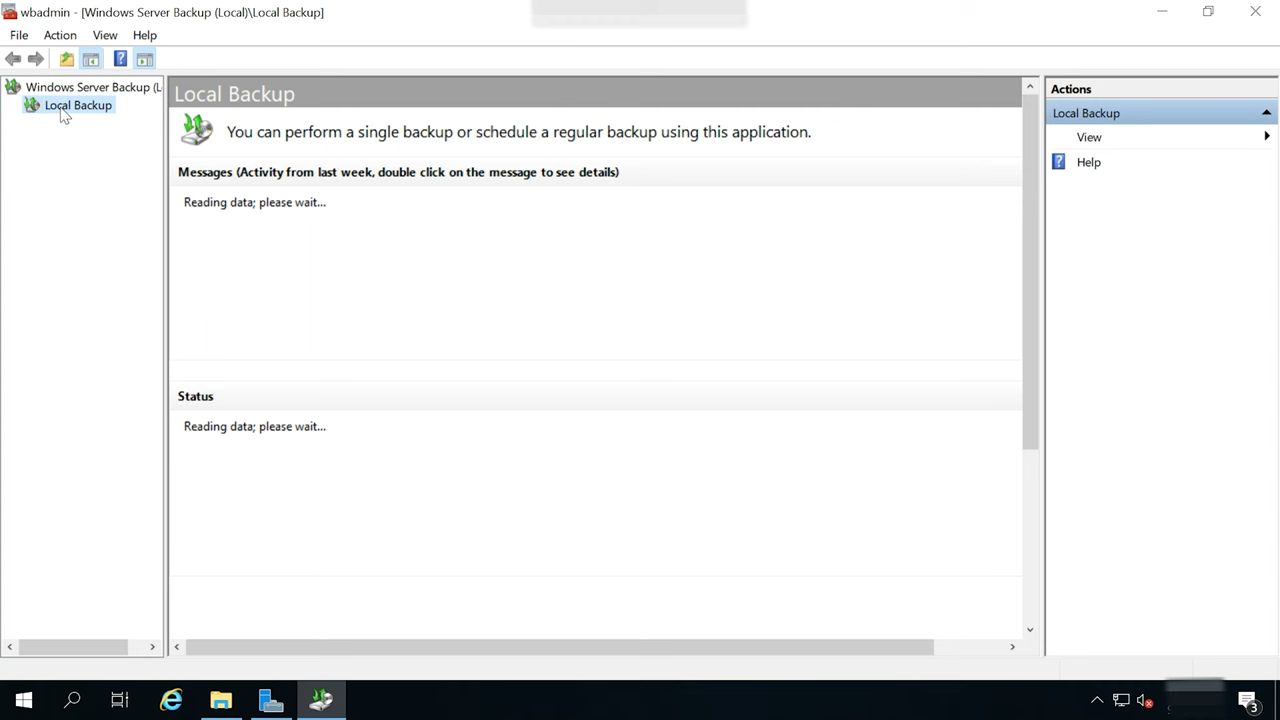 wbadmin - [Windows Server Backup (Local)\Local Backup]
File Action View Help
Windows Server Backup (L
Local Backup
Local Backup
You can perform a single backup or schedule a regular backup using this application.
Messages (Activity from last week, double click on the message to see details)
Reading data; please wait...
Status
Reading data; please wait...
Actions
Local Backup
View
Help
3